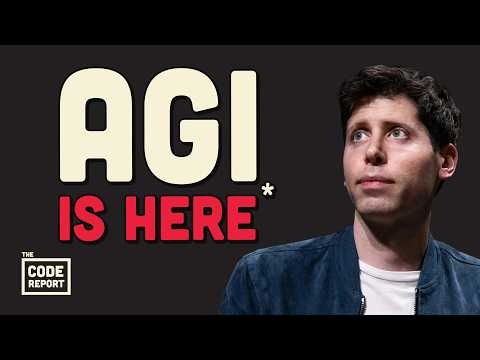 AGI
IS HERE*
THE
CODE
REPORT